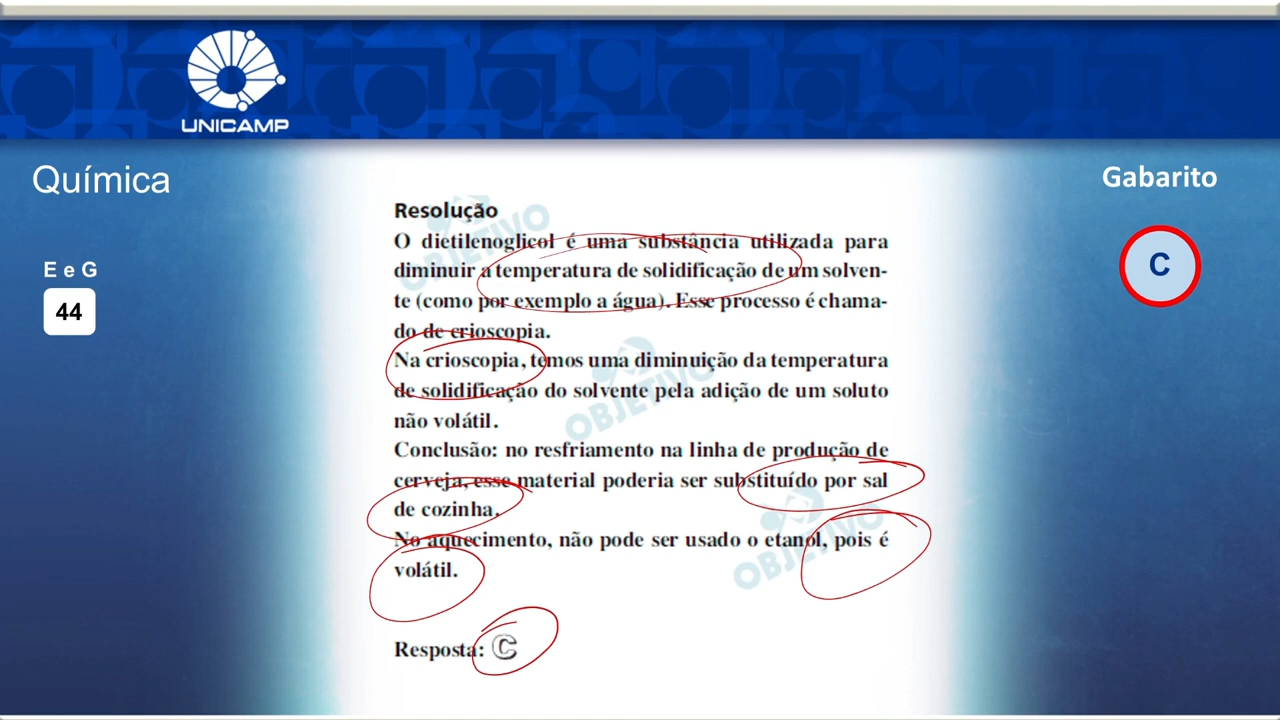 UNICAMP
Química
Gabarito
C
E e G
44
Resolução
O dietilenoglicol é uma substância utilizada para
diminuir a temperatura de solidificação de um solven-
te (como por exemplo a água). Esse processo é chama-
do de crioscopia.
Na crioscopia, temos uma diminuição da temperatura
de solidificação do solvente pela adição de um soluto
não volátil.
Conclusão: no resfriamento na linha de produção de
cerveja, esse material poderia ser substituído por sal
de cozinha.
No aquecimento, não pode ser usado o etanol, pois é
volátil.
Resposta: C
OBJETIVO
OBJETIVO
OBJETIVO